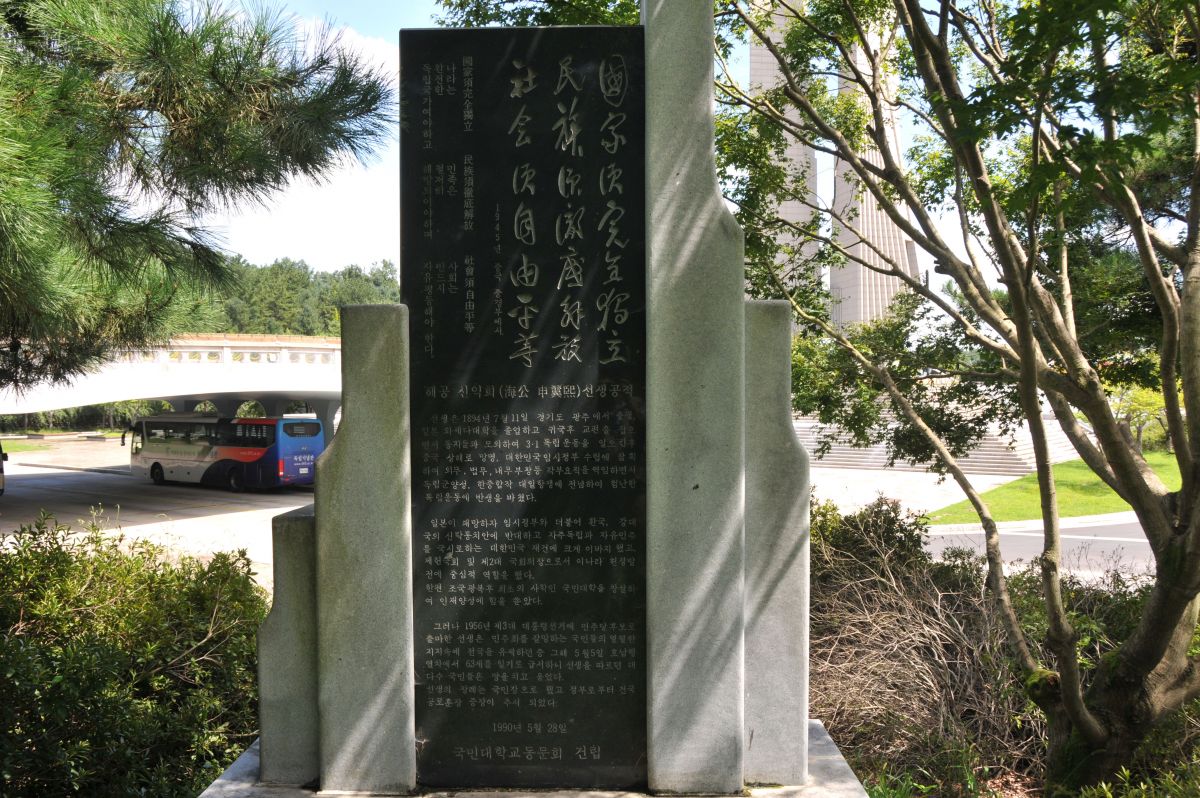 國家須完全獨立
民族須徹底解放
社会須自由平等
1945년 중국 중경부에서
國家須完全獨立 民族須徹底解放 社會須自由平等
나라는 민족은 사회는
완전한 철저히 반드시
독립국가여야하고 해방되어야하며 자유평등해야 한다.
해공 신익희 (海公 申翼熙) 선생공적
선생은 1894년 7월 11일 경기도 광주에서 출생,
일본 와세다대학을 졸업하고 귀국후 교편을 잡은
면서 동지들과 모의하여 3·1 독립운동을 일으킨후
중국 상해로 망명, 대한민국임시정부 수립에 참획
하여 외무, 법무, 내무부장등 각부요직을 역임하면서
독립군양성, 한중합작 대일항쟁에 전념하여 험난한
독립운동에 반생을 바쳤다.
일본이 패망하자 임시정부와 더불어 환국, 강대
국의 신탁통치안에 반대하고 자주독립과 자유민주
를 국시로하는 대한민국 재건에 크게 이바지 했고,
제헌국회 및 제2대 국회의장으로서 이나라 헌정발
전에 중심적 역할을 했다.
한편 조국광복후 최초의 사학인 국민대학을 창설하
여 인재양성에 힘을 쏟았다.
그러나 1956년 제3대 대통령선거에 민주당후보로
출마한 선생은 민주화를 갈망하는 국민들의 열렬한
지지속에 전국을 유세하던중 그해 5월5일 호남행
열차에서 63세를 일기로 급서하니 선생을 따르던 대
다수 국민들은 땅을치고 울었다.
선생의 장례는 국민장으로 했고 정부로부터 건국
공로훈장 중장이 추서 되었다.
1990년 5월 28일
국민대학교동문회 건립